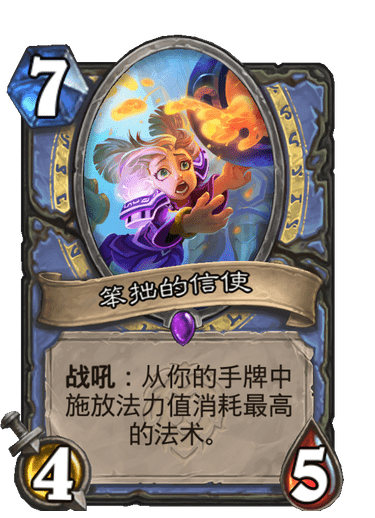 7
笨拙的信使
战吼：从你的手牌中
施放法力值消耗最高
的法术。
4
5